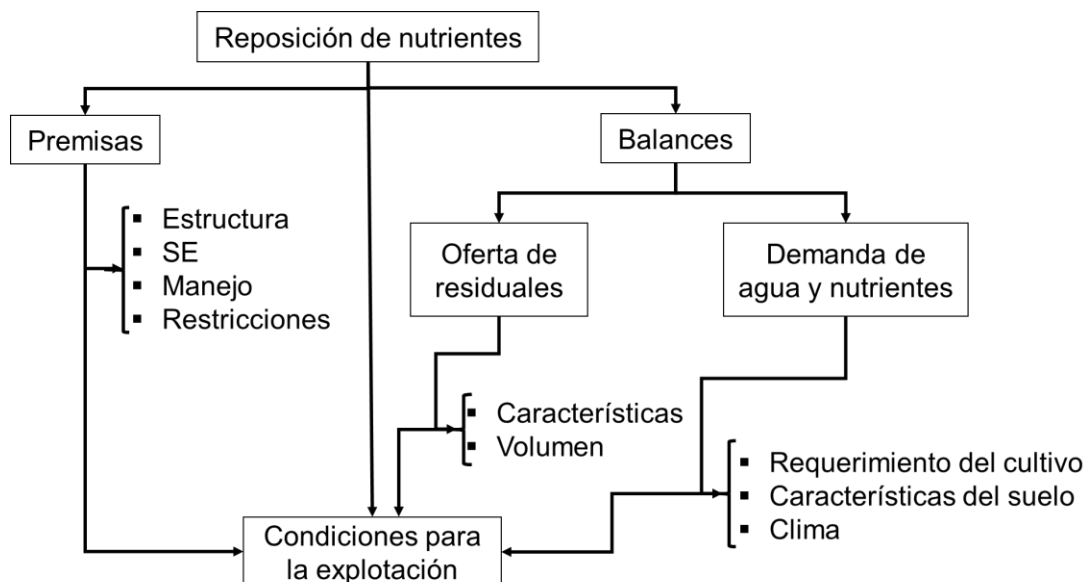 Reposición de nutrientes
Premisas
Balances
▪ Estructura
▪ SE
▪ Manejo
▪ Restricciones
Oferta de
residuales
Demanda de
agua y nutrientes
▪ Características
▪ Volumen
▪ Requerimiento del cultivo
▪ Características del suelo
▪ Clima
Condiciones para
la explotación